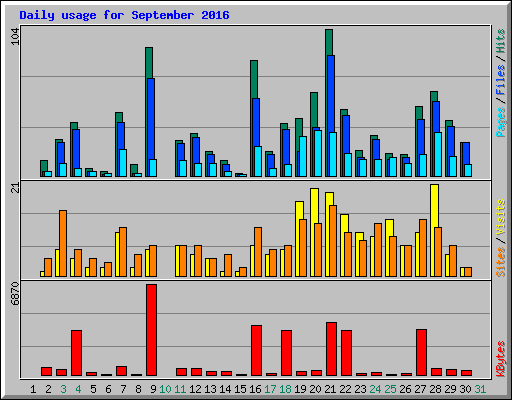 Daily usage for September 2016
104
21
6870
Pages / Files / Hits
Sites / Visits
KBytes
1 2 3 4 5 6 7 8 9 10 11 12 13 14 15 16 17 18 19 20 21 22 23 24 25 26 27 28 29 30 31